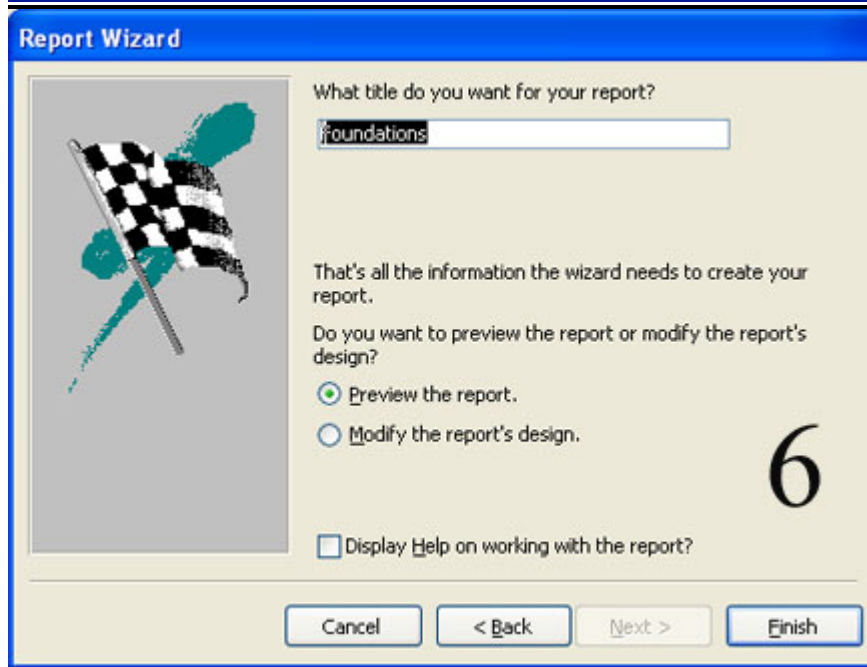 Report Wizard
What title do you want for your report?
foundations
That's all the information the wizard needs to create your
report.
Do you want to preview the report or modify the report's
design?
Preview the report.
Modify the report's design.
6
Display Help on working with the report?
Cancel
< Back
Next >
Finish